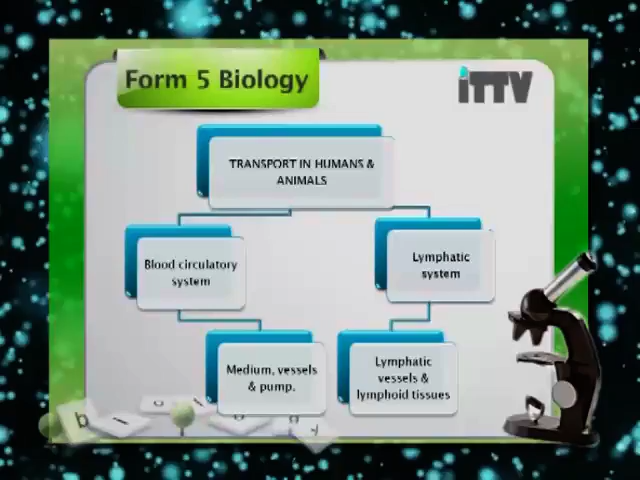 Form 5 Biology
iTTV
TRANSPORT IN HUMANS &
ANIMALS
Blood circulatory
system
Lymphatic
system
Medium, vessels
& pump.
Lymphatic
vessels &
lymphoid tissues
b